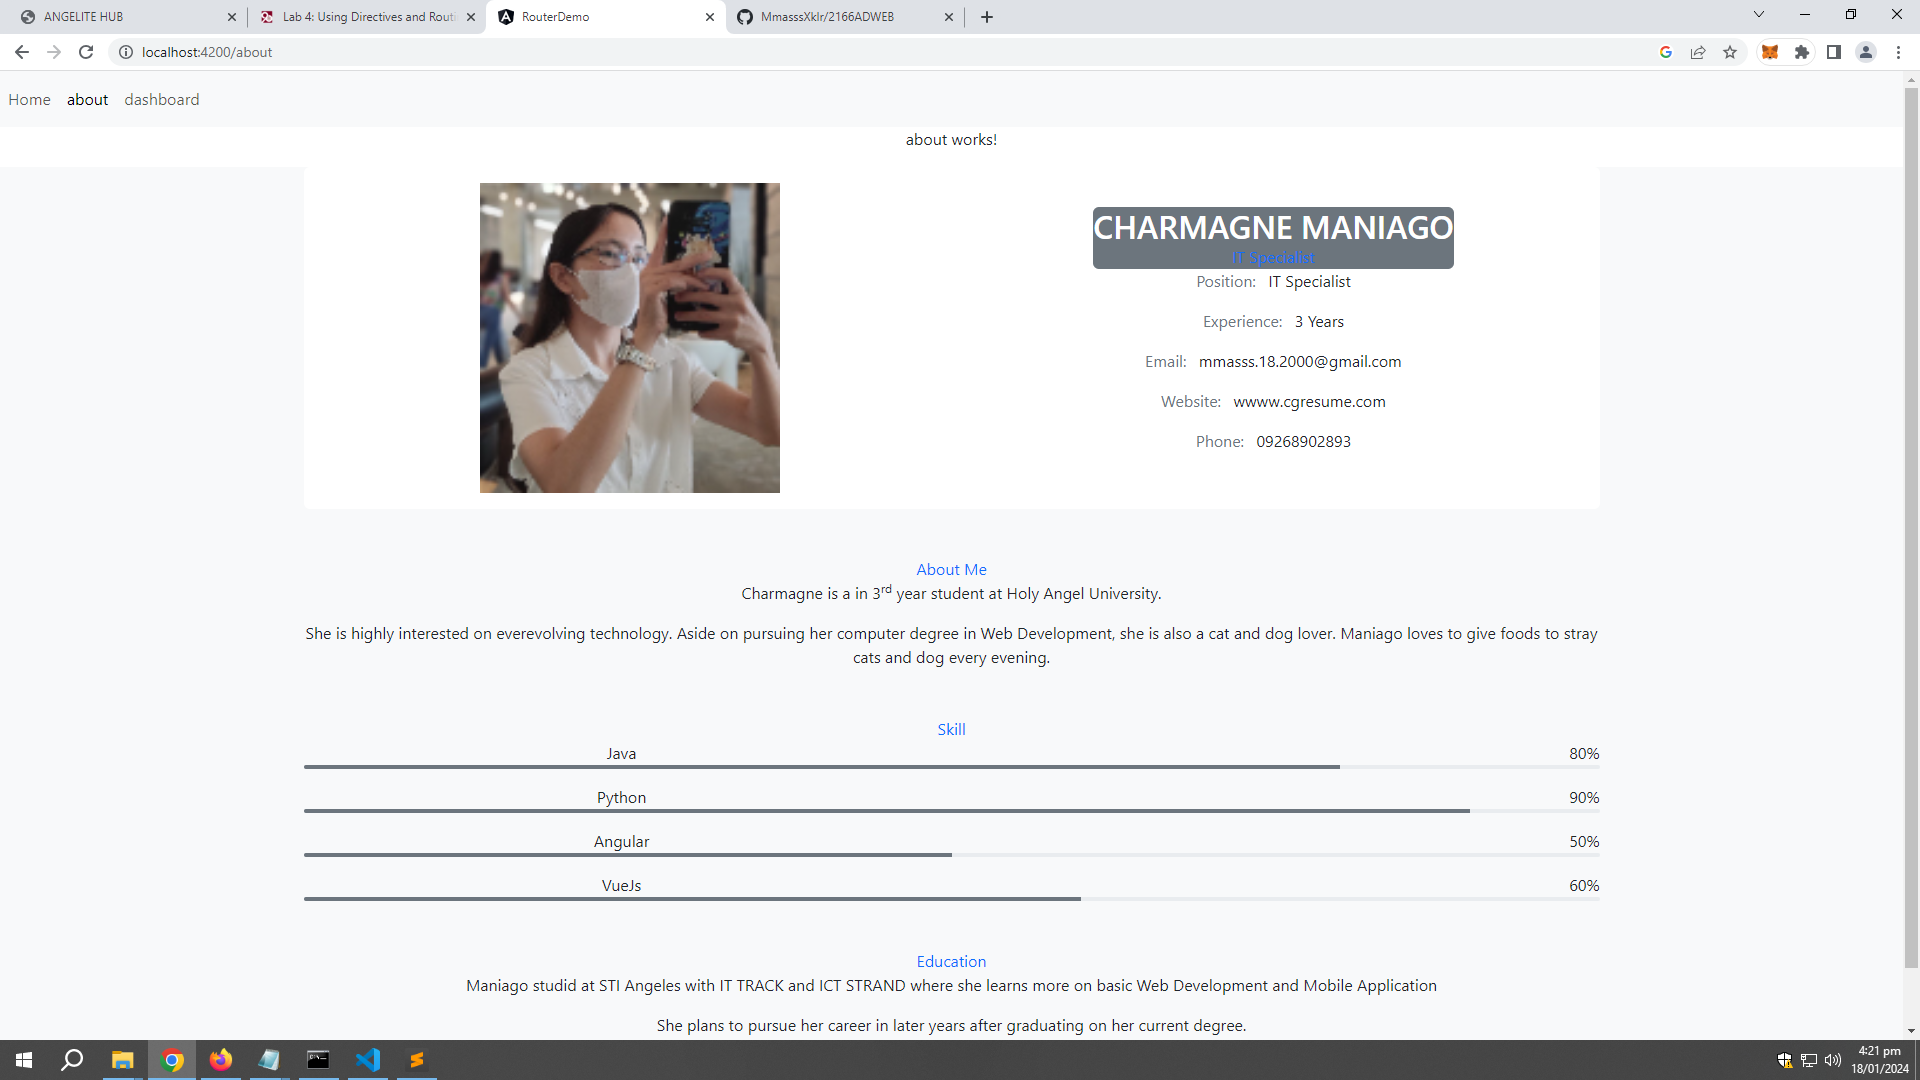 ANGELITE HUB
Lab 4: Using Directives and Routi
RouterDemo
MmasssXklr/2166ADWEB
localhost:4200/about
Home about dashboard
about works!
CHARMAGNE MANIAGO
IT Specialist
Position: IT Specialist
Experience: 3 Years
Email: mmasss.18.2000@gmail.com
Website: wwww.cgresume.com
Phone: 09268902893
About Me
Charmagne is a in 3rd year student at Holy Angel University.
She is highly interested on everevolving technology. Aside on pursuing her computer degree in Web Development, she is also a cat and dog lover. Maniago loves to give foods to stray
cats and dog every evening.
Skill
Java 80%
Python 90%
Angular 50%
VueJs 60%
Education
Maniago studid at STI Angeles with IT TRACK and ICT STRAND where she learns more on basic Web Development and Mobile Application
She plans to pursue her career in later years after graduating on her current degree.
4:21 pm
18/01/2024